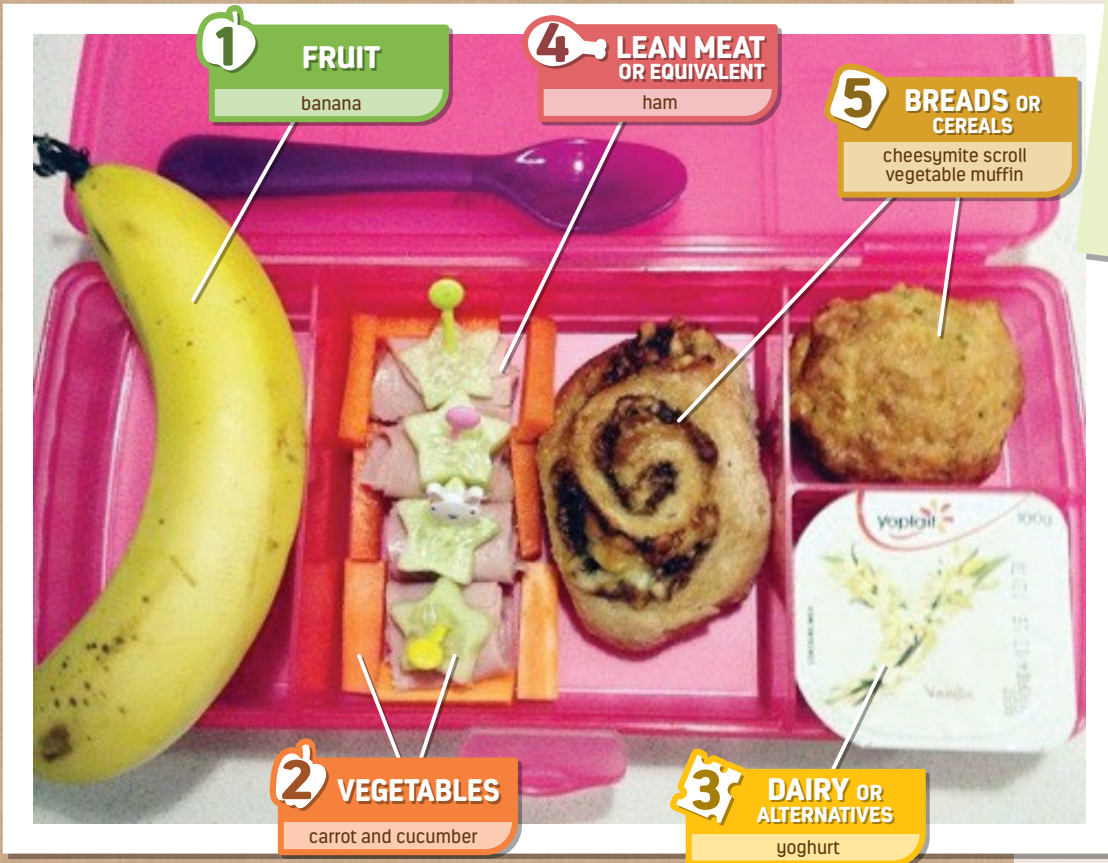 1
FRUIT
banana
4
LEAN MEAT
OR EQUIVALENT
ham
5
BREADS OR
CEREALS
cheesymite scroll
vegetable muffin
yoplait
100g
Vanilla
2
VEGETABLES
carrot and cucumber
3
DAIRY OR
ALTERNATIVES
yoghurt